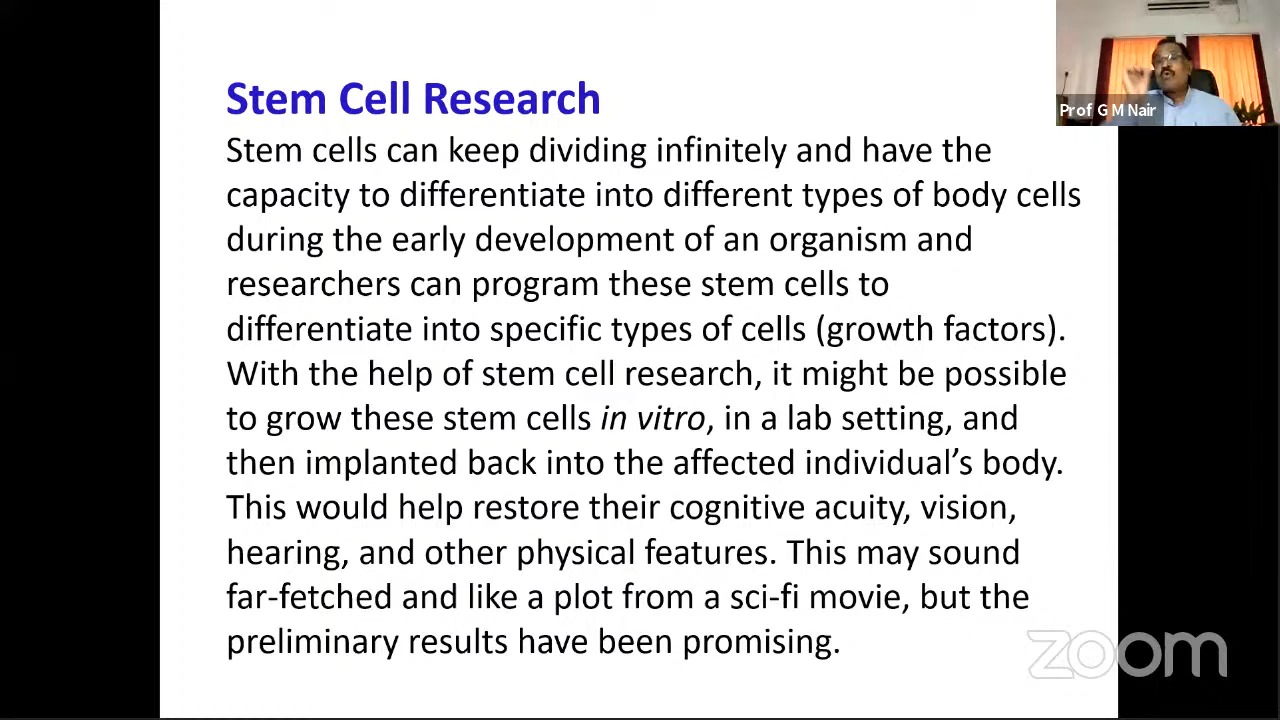 Stem Cell Research
Stem cells can keep dividing infinitely and have the
capacity to differentiate into different types of body cells
during the early development of an organism and
researchers can program these stem cells to
differentiate into specific types of cells (growth factors).
With the help of stem cell research, it might be possible
to grow these stem cells in vitro, in a lab setting, and
then implanted back into the affected individual’s body.
This would help restore their cognitive acuity, vision,
hearing, and other physical features. This may sound
far-fetched and like a plot from a sci-fi movie, but the
preliminary results have been promising.
Prof G M Nair
zoom